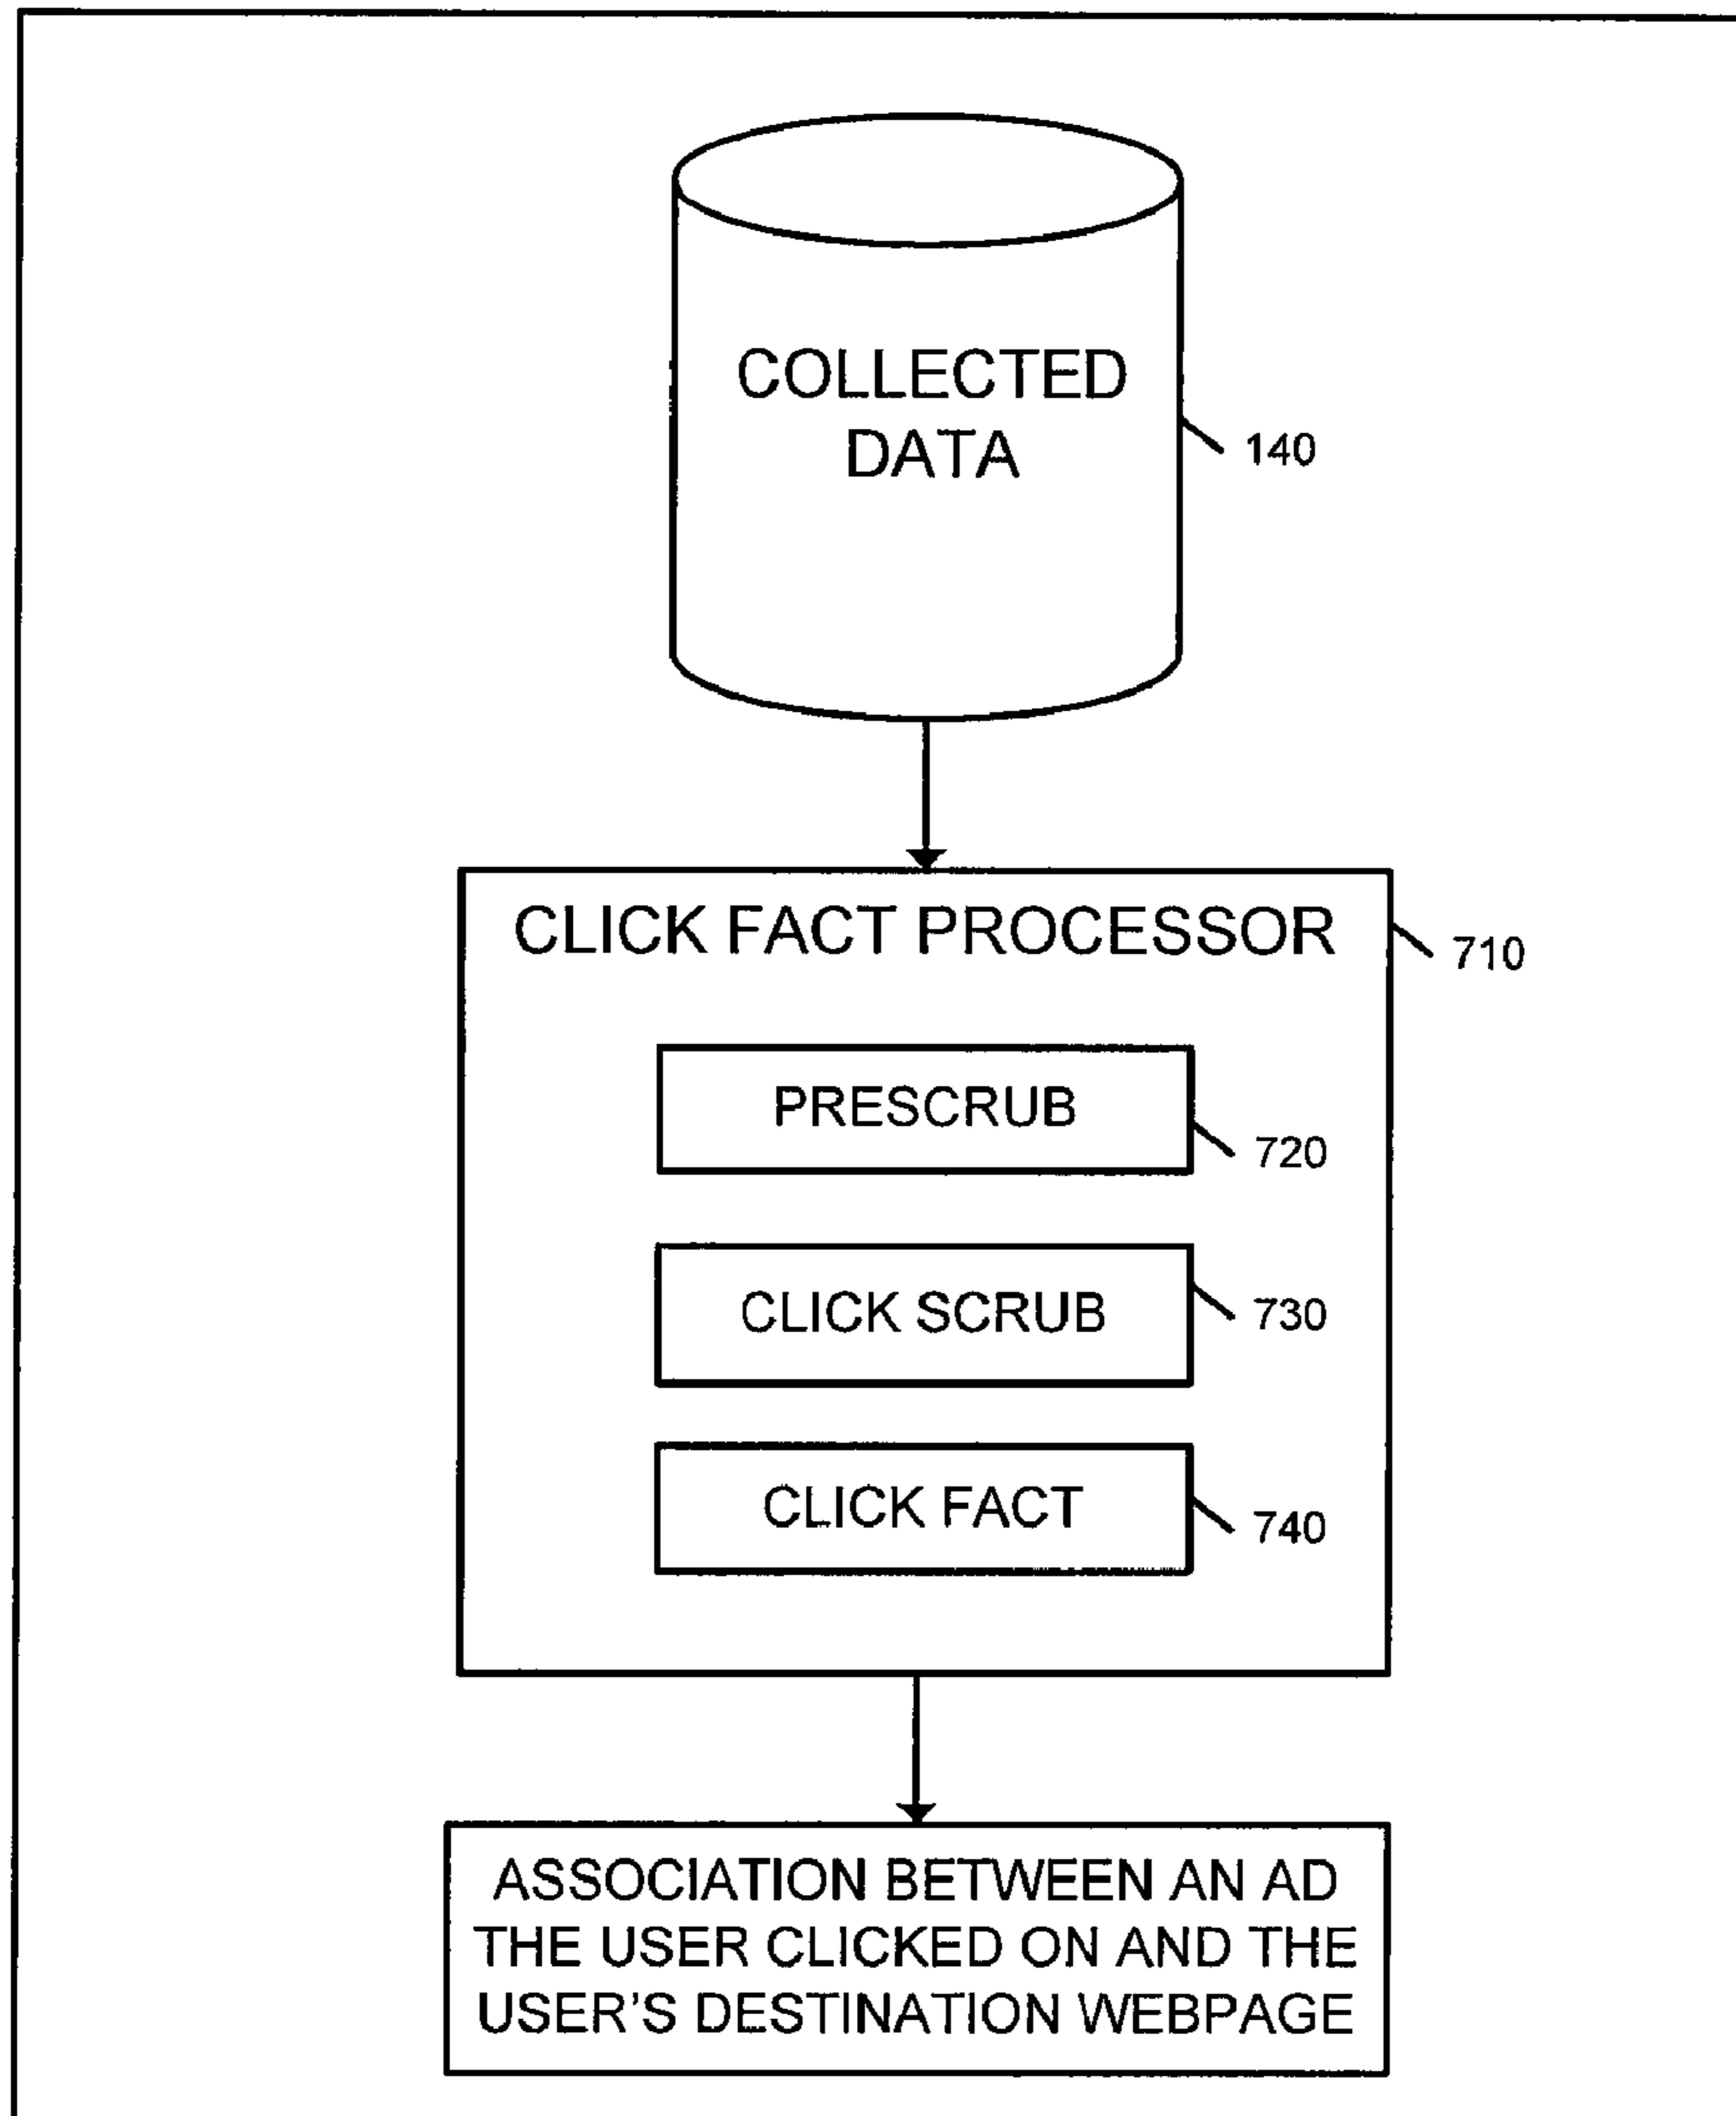 COLLECTED
DATA
140
CLICK FACT PROCESSOR
710
PRESCRUB
720
CLICK SCRUB
730
CLICK FACT
740
ASSOCIATION BETWEEN AN AD
THE USER CLICKED ON AND THE
USER'S DESTINATION WEBPAGE